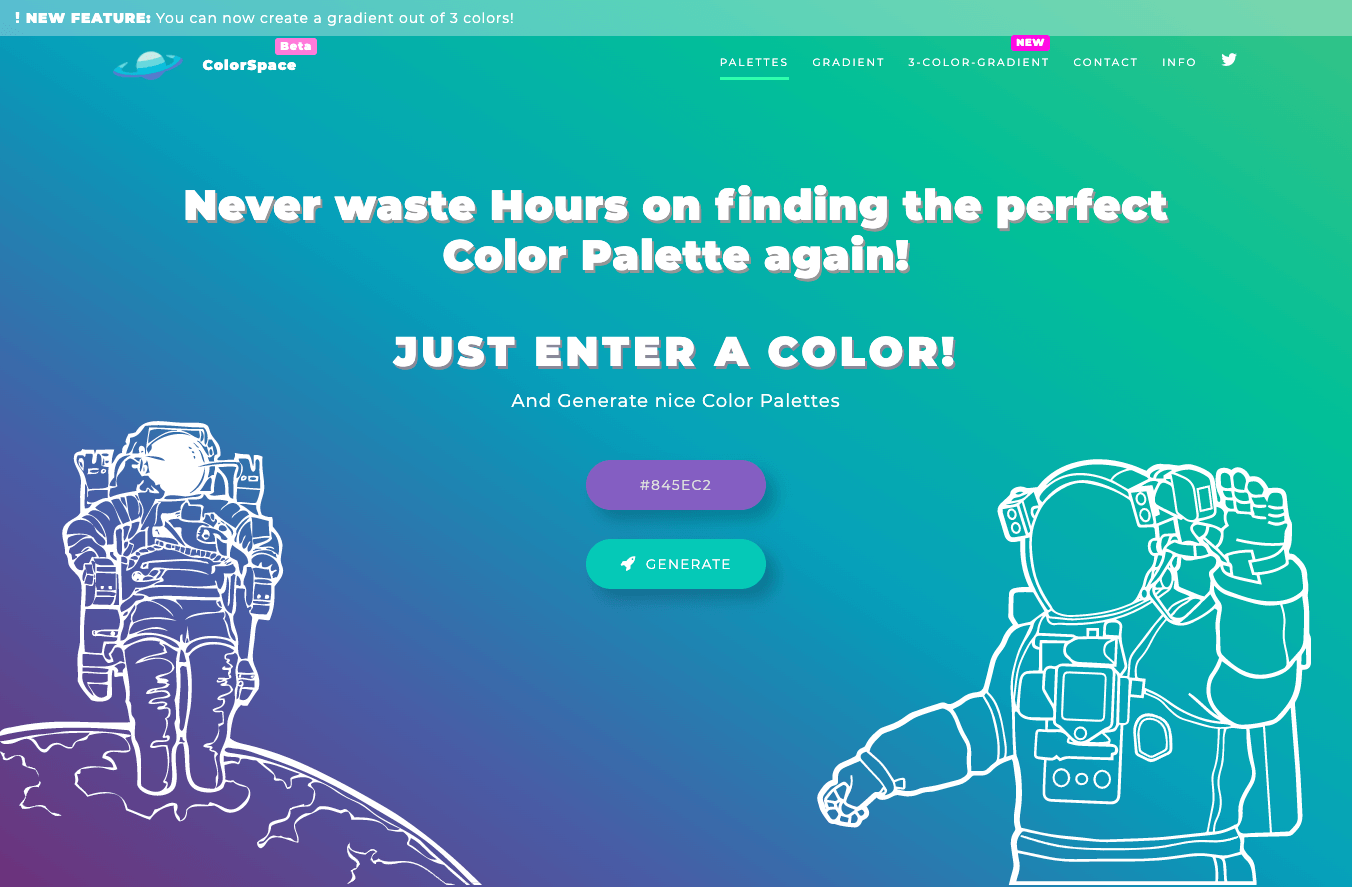 ! NEW FEATURE: You can now create a gradient out of 3 colors!
Beta
ColorSpace
NEW
PALETTES GRADIENT 3-COLOR-GRADIENT CONTACT INFO
Never waste Hours on finding the perfect
Color Palette again!
JUST ENTER A COLOR!
And Generate nice Color Palettes
#845EC2
GENERATE